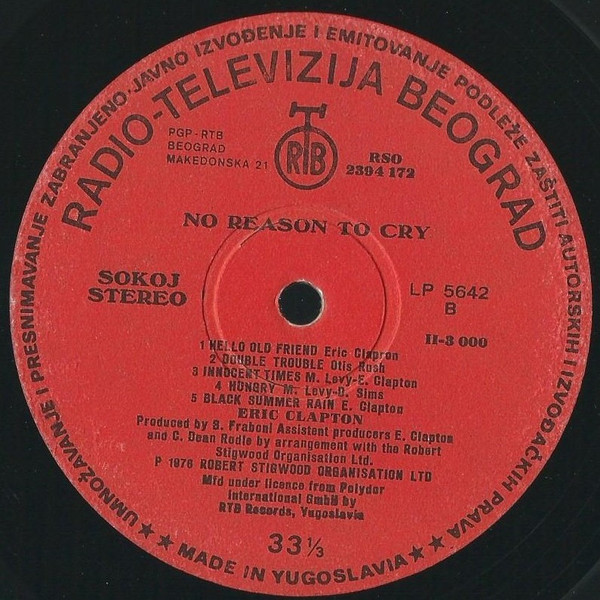 UMNOŽAVANJE I PRESNIMAVANJE ZABRANJENO·JAVNO IZVOĐENJE I EMITOVANJE PODLEŽE ZAŠTITI AUTORSKIH I IZVOĐAČKIH PRAVA
RADIO-TELEVIZIJA BEOGRAD
PGP-RTB
BEOGRAD
MAKEDONSKA 21
RTB
RSO
2394 172
NO REASON TO CRY
SOKOJ
STEREO
LP 5642
B
II-3 000
1 HELLO OLD FRIEND Eric Clapron
2 DOUBLE TROUBLE Otis Rush
3 INNOCENT TIMES M. Levy-E. Clapton
4 HUNGRY M. Levy-D. Sims
5 BLACK SUMMER RAIN E. Clapton
ERIC CLAPTON
Produced by B. Fraboni Assistent producers E. Clapton
and C. Dean Rodle by arrangement with the Robert
Stigwood Organisation Ltd.
P 1976 ROBERT STIGWOOD ORGANISATION LTD
Mfd under licence from Polydor
International GmbH by
RTB Records, Yugoslavia
33 1/3
★★ MADE IN YUGOSLAVIA ★★